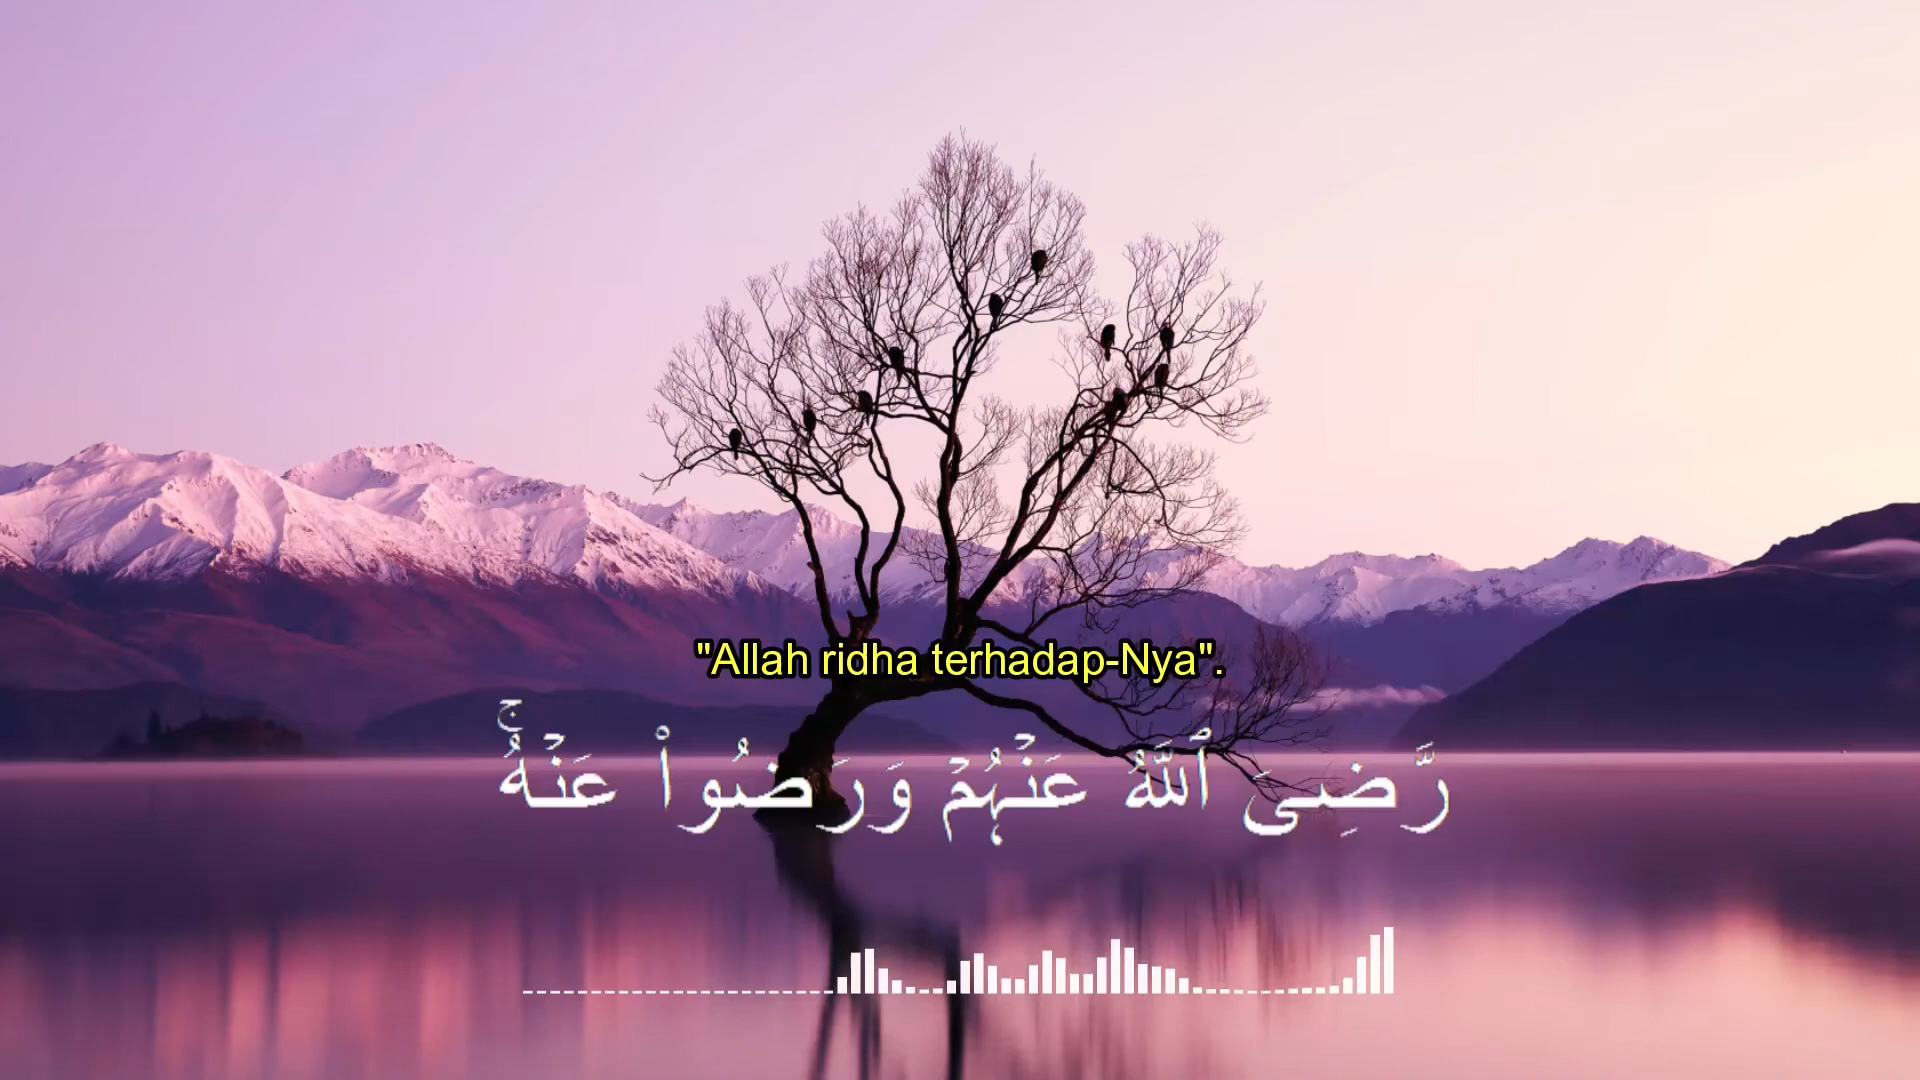 "Allah ridha terhadap-Nya".
رَّضِىَ ٱللَّهُ عَنۡہُمۡ وَرَضُواْ عَنۡهُ‌ۚ